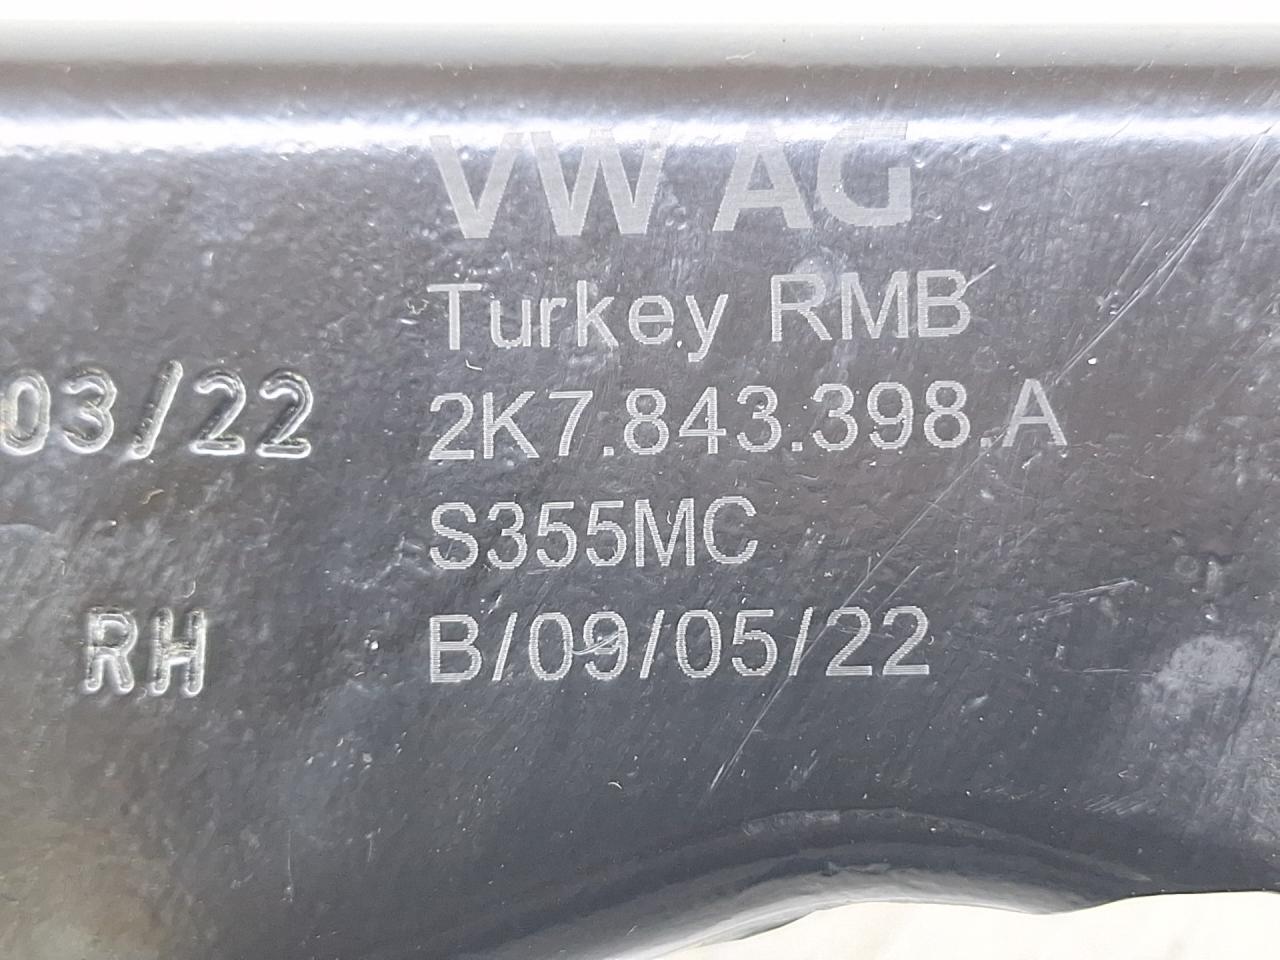 VW AG
Turkey RMB
03/22
2K7.843.398.A
S355MC
RH
B/09/05/22